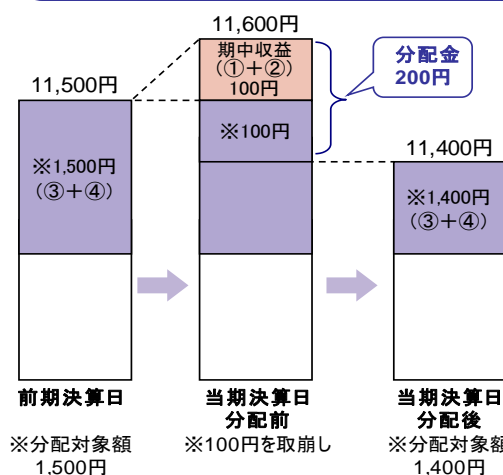 11,600円
期中収益
(①+②)
100円
分配金
200円
11,500円
※100円
11,400円
※1,500円
(③+④)
※1,400円
(③+④)
前期決算日
当期決算日
分配前
当期決算日
分配後
※分配対象額
1,500円
※100円を取崩し
※分配対象額
1,400円